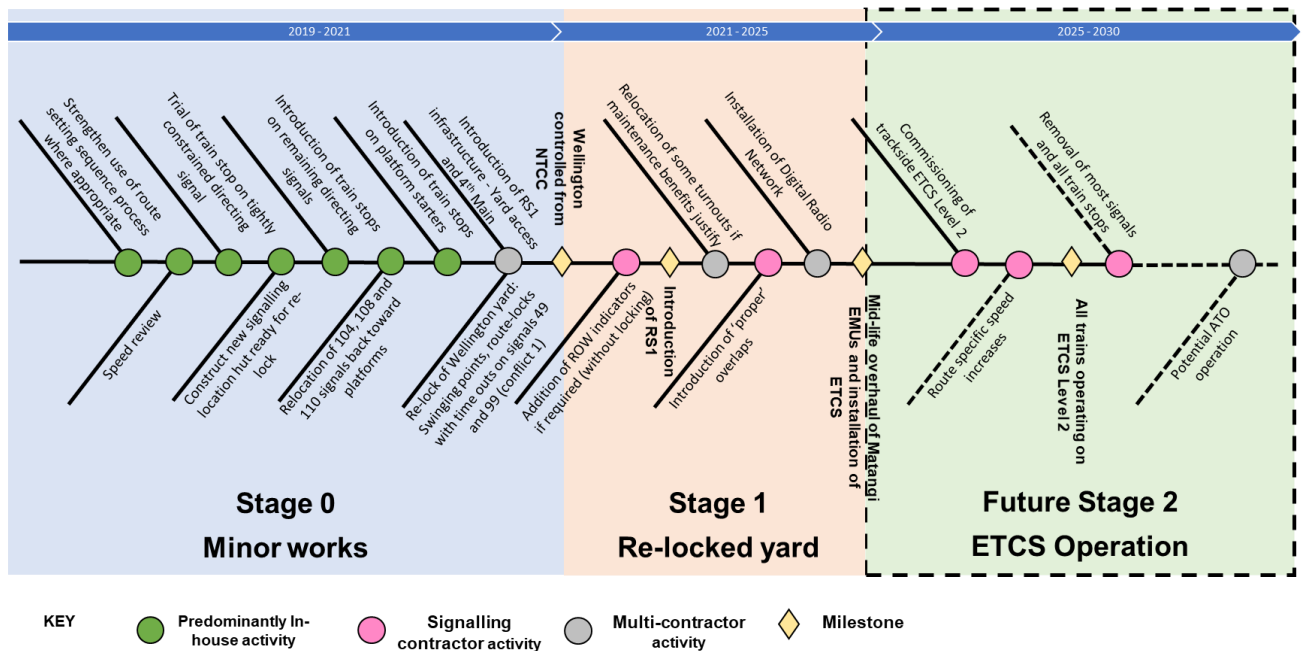 2019 - 2021
2021 - 2025
2025 - 2030
Strengthen use of route
setting sequence process
where appropriate
Trial of train stop on tightly
constrained directing
signal
Introduction of train stops
on remaining directing
signals
Introduction of train stops
on platform starters
Introduction of RS1
infrastructure - Yard access
and 4th Main
Wellington
controlled from
NTCC
Relocation of some turnouts if
maintenance benefits justify
Installation of Digital Radio
Network
Commissioning of
trackside ETCS Level 2
Removal of most signals
and all train stops
Speed review
Construct new signalling
location hut ready for re-
lock
Relocation of 104, 108 and
110 signals back toward
platforms
Re-lock of Wellington yard:
Swinging points, route-locks
with time outs on signals 49
and 99 (conflict 1)
Addition of ROW indicators
if required (without locking)
Introduction
of RS1
Introduction of 'proper'
overlaps
Mid-life overhaul of Matangi
EMUs and installation of
ETCS
Route specific speed
increases
All trains operating on
ETCS Level 2
Potential ATO
operation
Stage 0
Minor works
Stage 1
Re-locked yard
Future Stage 2
ETCS Operation
KEY
Predominantly In-
house activity
Signalling
contractor activity
Multi-contractor
activity
Milestone